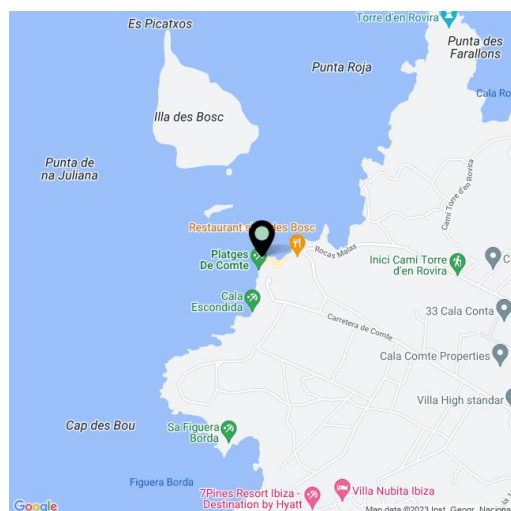 Es Picatxos
Torre d'en Rovira
Punta des
Farallons
Punta Roja
Cala Ro
Illa des Bosc
Punta de
na Juliana
Camí Torre d'en Rovira
Restaurant s' des Bosc
Rocas Malas
Platges
De Comte
Inici Camí Torre
d'en Rovira
C
Cala
Escondida
Carretera de Comte
33 Cala Conta
Cala Comte Properties
Villa High standar
Cap des Bou
Sa Figuera
Borda
Figuera Borda
7Pines Resort Ibiza -
Destination by Hyatt
Villa Nubita Ibiza
Google
Map data ©2023 Inst. Geogr. Nacional